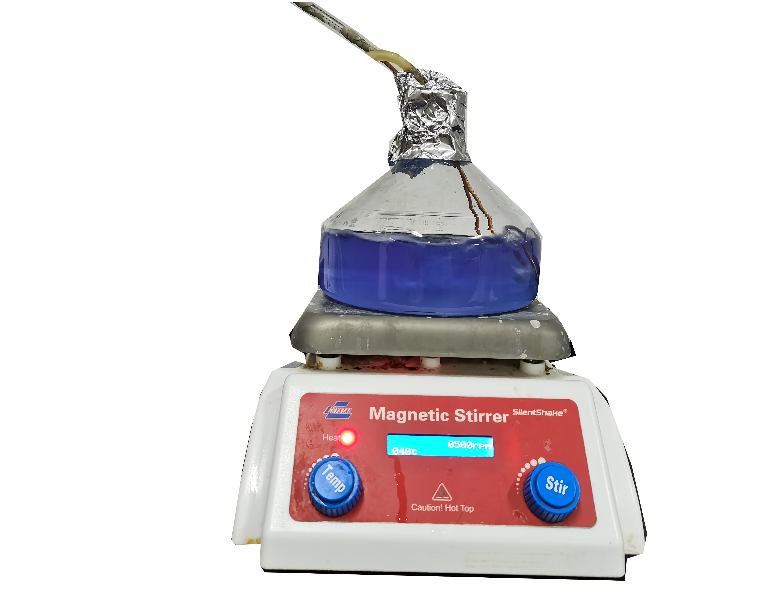 Magnetic Stirrer
SilentShake®
Heat
0500rpm
040c
Temp
Stir
Caution! Hot Top